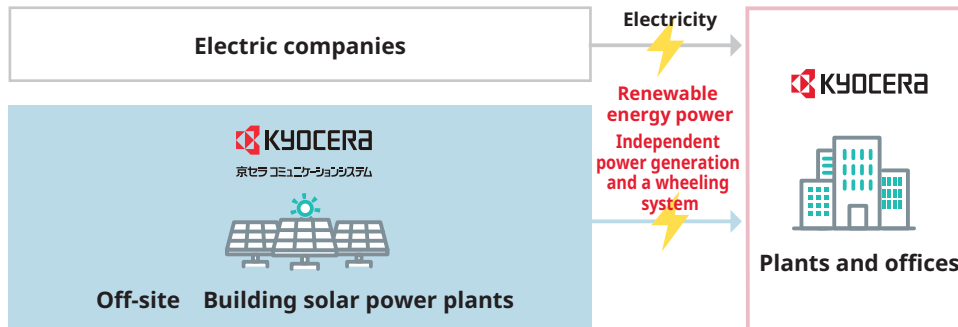 Electric companies
Electricity
Renewable
energy power
Independent
power generation
and a wheeling
system
KYOCERA
京セラ コミュニケーションシステム
Off-site Building solar power plants
KYOCERA
Plants and offices